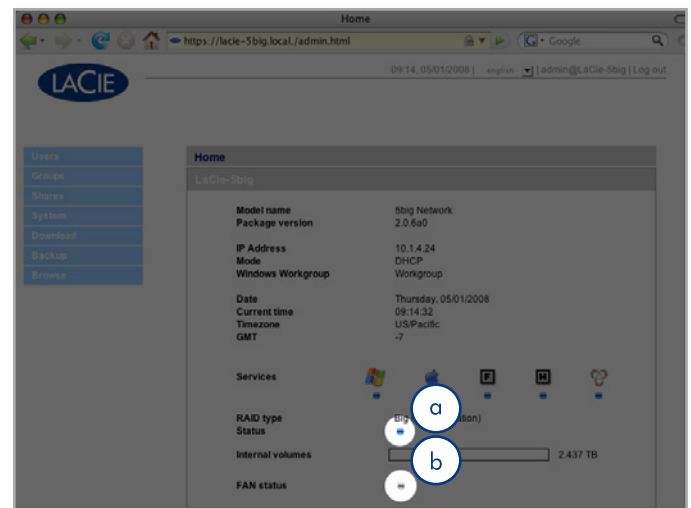 Home
https://lacie-5big.local./admin.html
Google
09:14, 05/01/2008 | english | admin@LaCie-5big | Log out
LACIE
Users
Groups
Shares
System
Download
Backup
Browse
Home
LaCie-5big
Model name 5big Network
Package version 2.0.6a0
IP Address 10.1.4.24
Mode DHCP
Windows Workgroup Workgroup
Date Thursday, 05/01/2008
Current time 09:14:32
Timezone US/Pacific
GMT -7
Services F H
a
RAID type Big
Status
b
Internal volumes 2.437 TB
FAN status